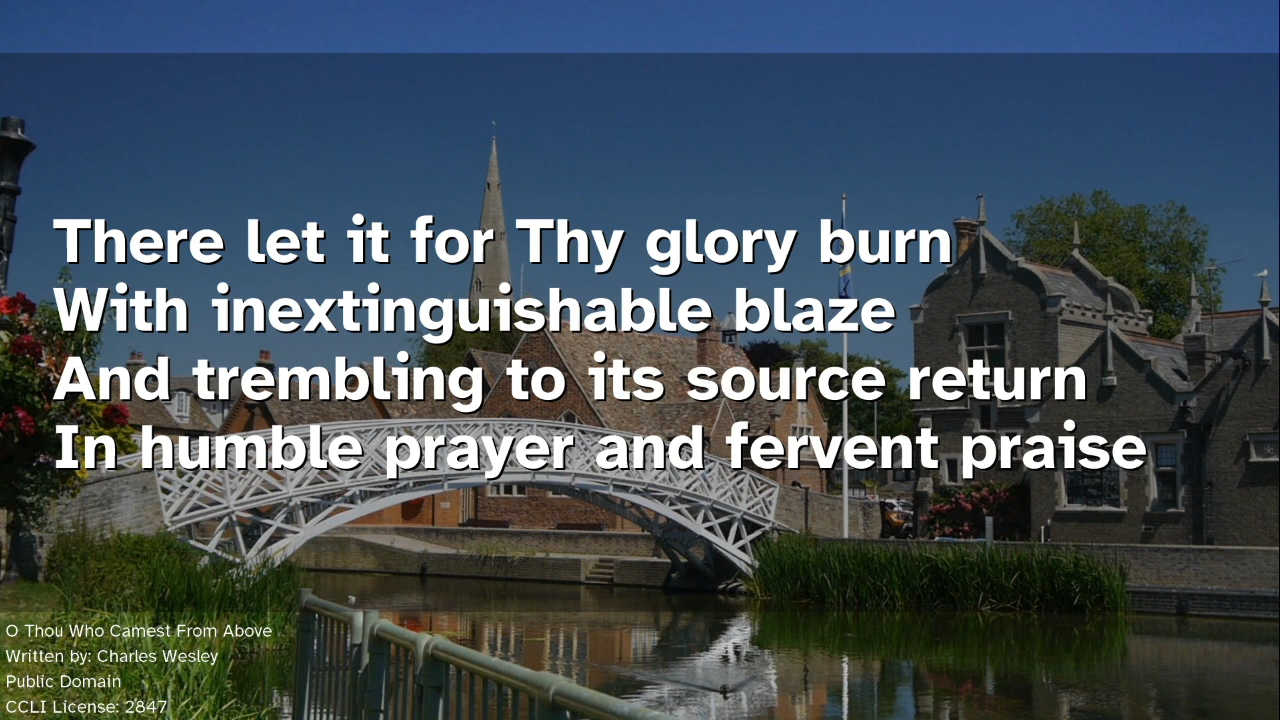 There let it for Thy glory burn
With inextinguishable blaze
And trembling to its source return
In humble prayer and fervent praise
O Thou Who Camest From Above
Written by: Charles Wesley
Public Domain
CCLI License: 2847